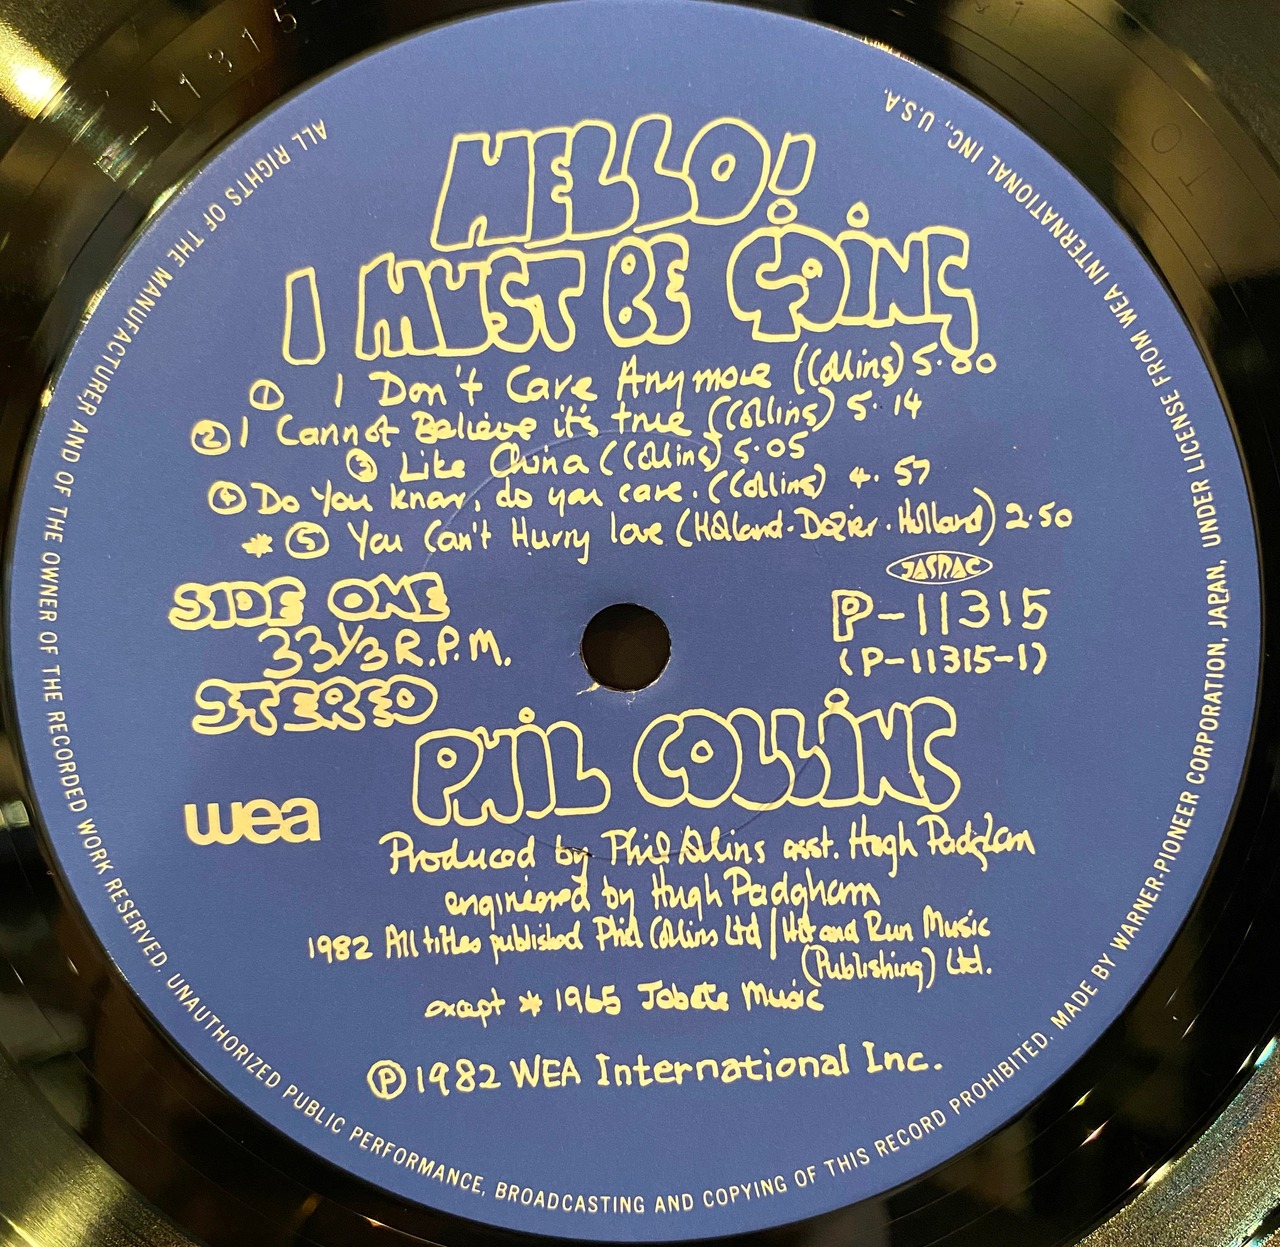 HELLO!
I MUST BE GOING
① I Don't Care Anymore (Collins) 5.00
② I Cannot Believe it's true (Collins) 5.14
③ Like China (Collins) 5.05
④ Do You know, do you care. (Collins) 4.57
* ⑤ You Can't Hurry love (Holland-Dozier-Holland) 2.50
JASRAC
SIDE ONE
33 1/3 R.P.M.
STEREO
P-11315
(P-11315-1)
PHIL COLLINS
wea
Produced by Phil Collins asst. Hugh Padgham
engineered by Hugh Padgham
1982 All titles published Phil Collins Ltd / Hit and Run Music
(Publishing) Ltd.
except * 1965 Jobete Music
Ⓟ 1982 WEA International Inc.
ALL RIGHTS OF THE MANUFACTURER AND OF THE OWNER OF THE RECORDED WORK RESERVED. UNAUTHORIZED PUBLIC PERFORMANCE, BROADCASTING AND COPYING OF THIS RECORD PROHIBITED. MADE BY WARNER-PIONEER CORPORATION, JAPAN, UNDER LICENSE FROM WEA INTERNATIONAL INC., U.S.A.
11315